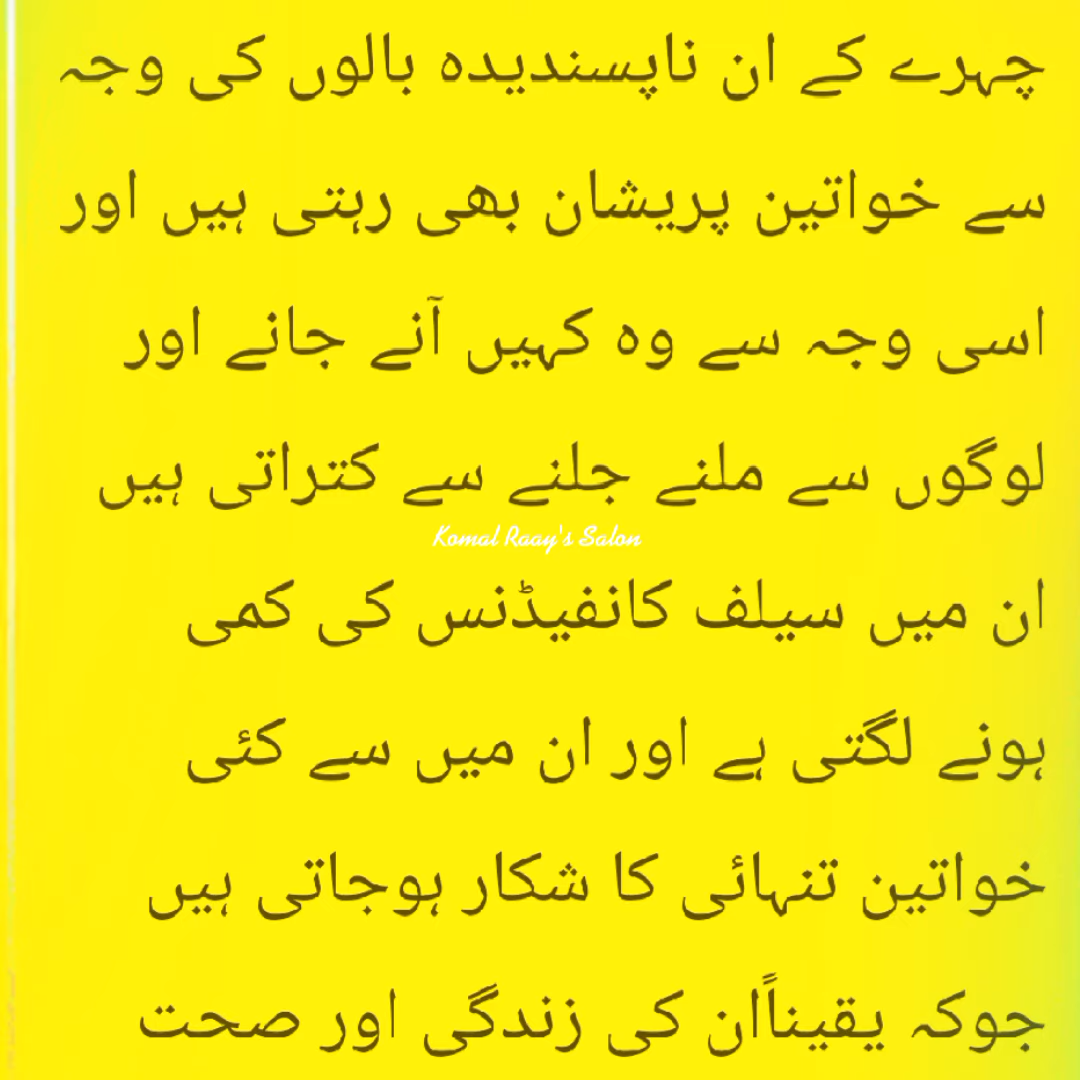 چہرے کے ان ناپسندیدہ بالوں کی وجہ
سے خواتین پریشان بھی رہتی ہیں اور
اسی وجہ سے وہ کہیں آنے جانے اور
لوگوں سے ملنے جلنے سے کتراتی ہیں
Komal Raay's Salon
ان میں سیلف کانفیڈنس کی کمی
ہونے لگتی ہے اور ان میں سے کئی
خواتین تنہائی کا شکار ہوجاتی ہیں
جوکہ یقیناًان کی زندگی اور صحت